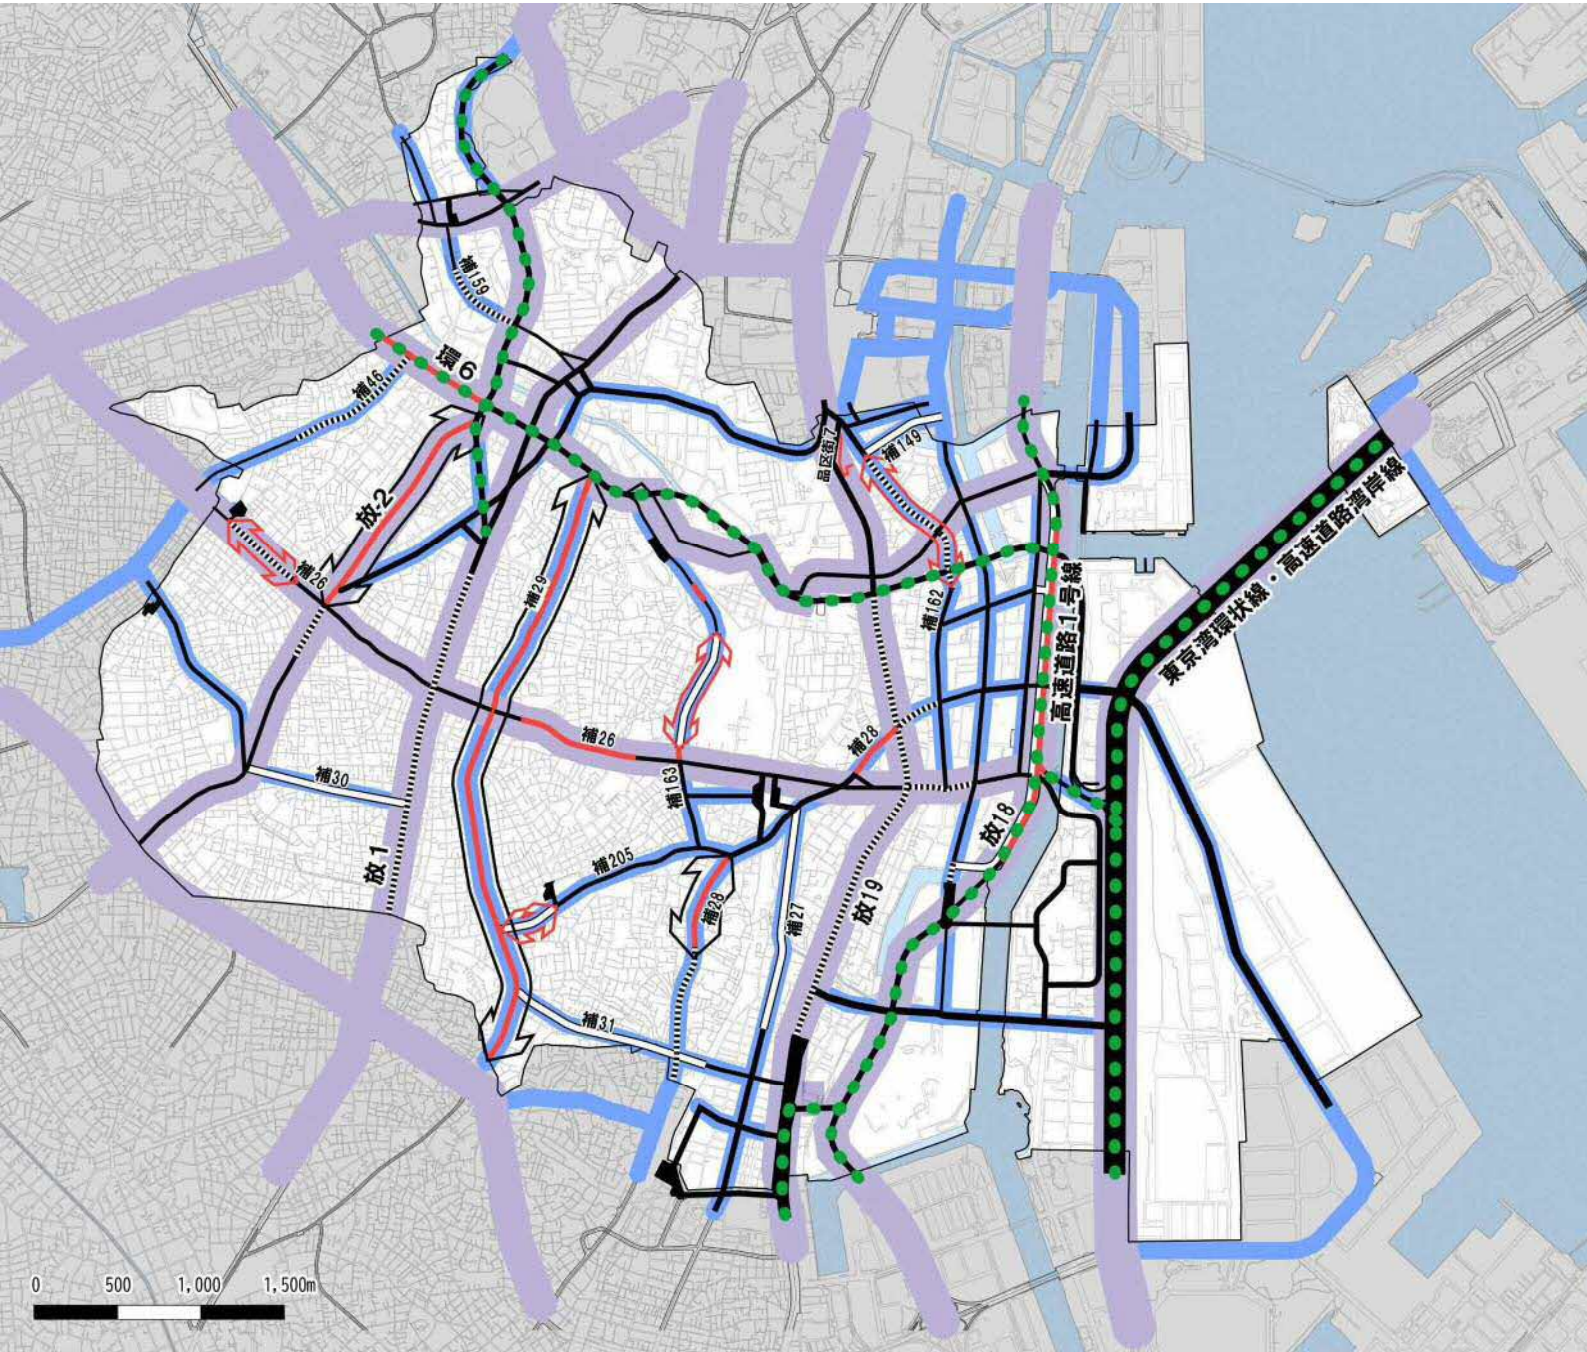 補159
環6
補46
補149
品区街7
放-2
東京湾環状線・高速道路湾岸線
補26
補29
補162
高速道路1号線
補26
補28
補30
補163
放18
放1
補205
補28
補27
放19
補31
0 500 1,000 1,500m